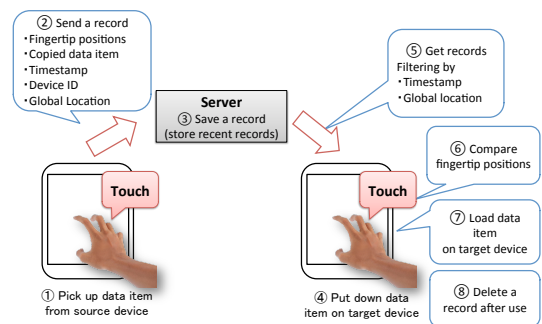 ② Send a record
・Fingertip positions
・Copied data item
・Timestamp
・Device ID
・Global Location
Server
③ Save a record
(store recent records)
⑤ Get records
Filtering by
・Timestamp
・Global location
Touch
① Pick up data item
from source device
Touch
④ Put down data
item on target device
⑥ Compare
fingertip positions
⑦ Load data
item
on target device
⑧ Delete a
record after use